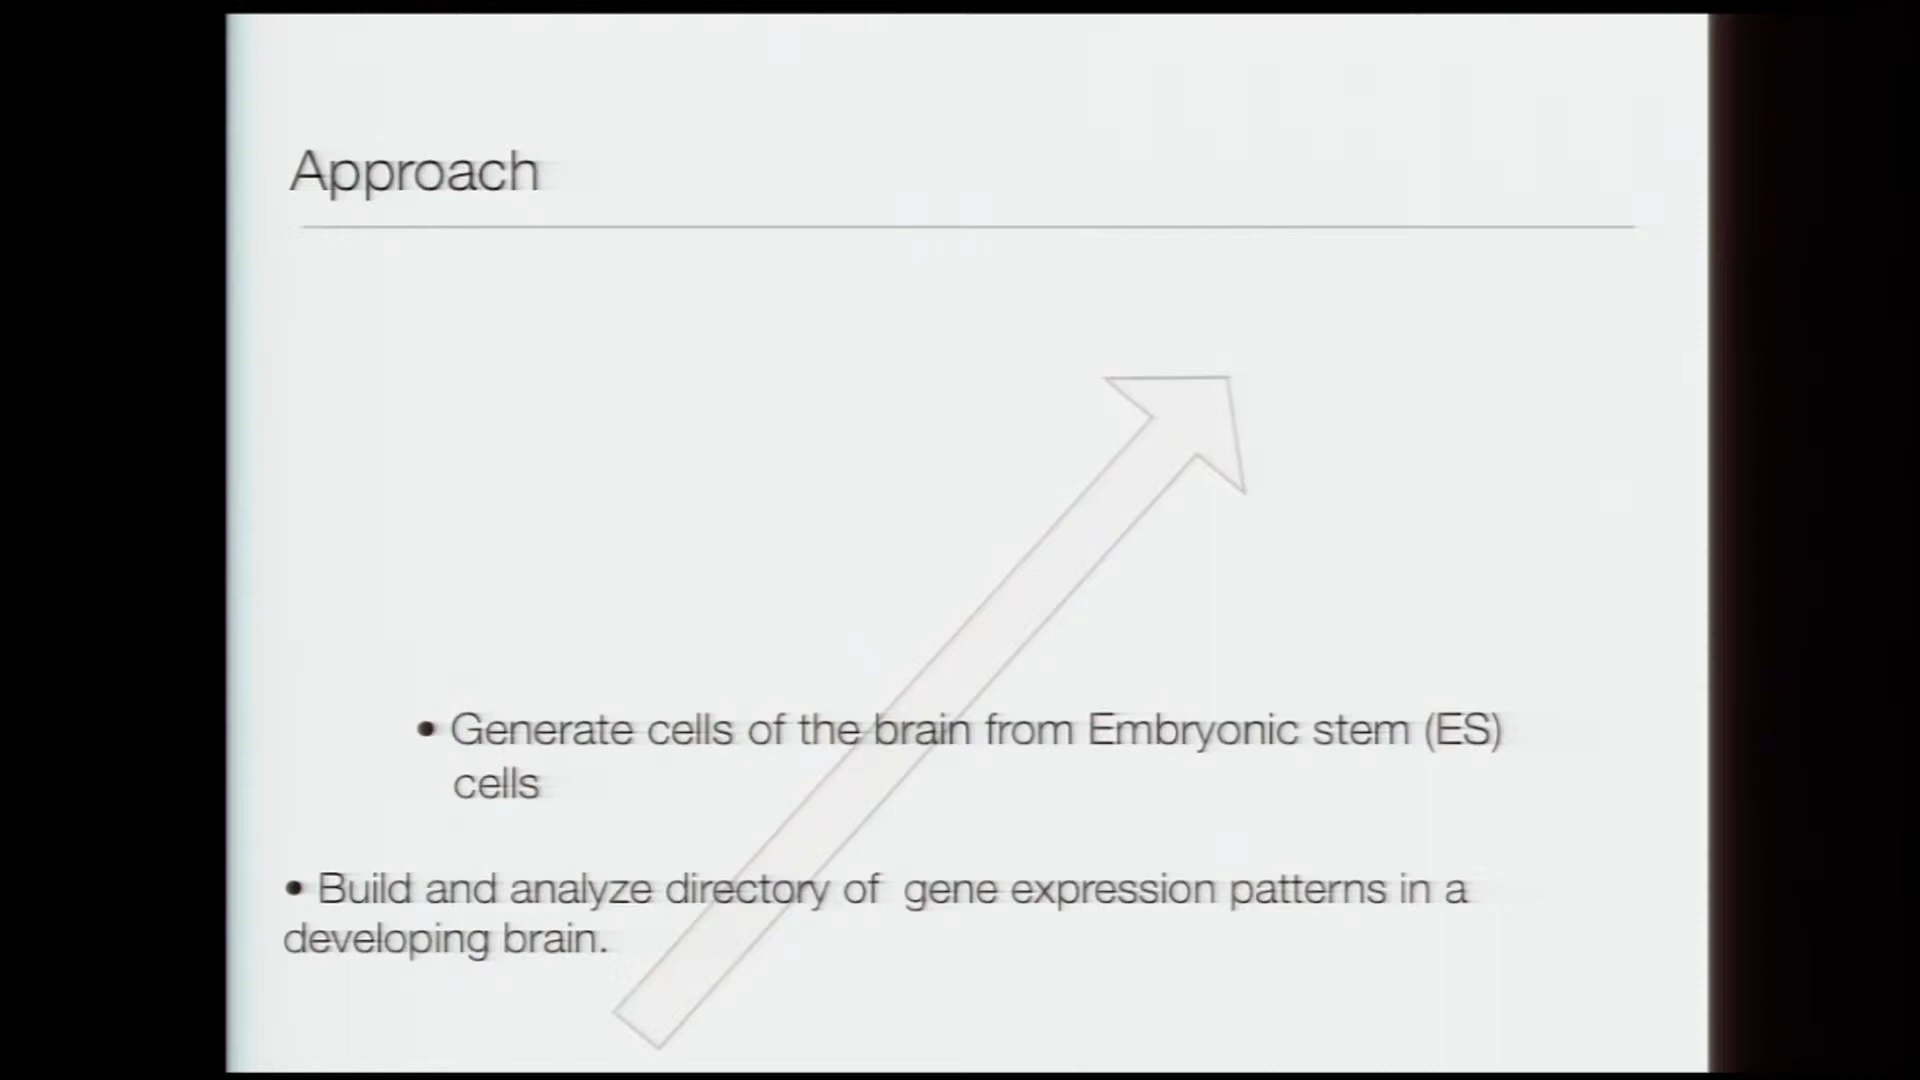 Approach
• Generate cells of the brain from Embryonic stem (ES)
cells
• Build and analyze directory of gene expression patterns in a
developing brain.